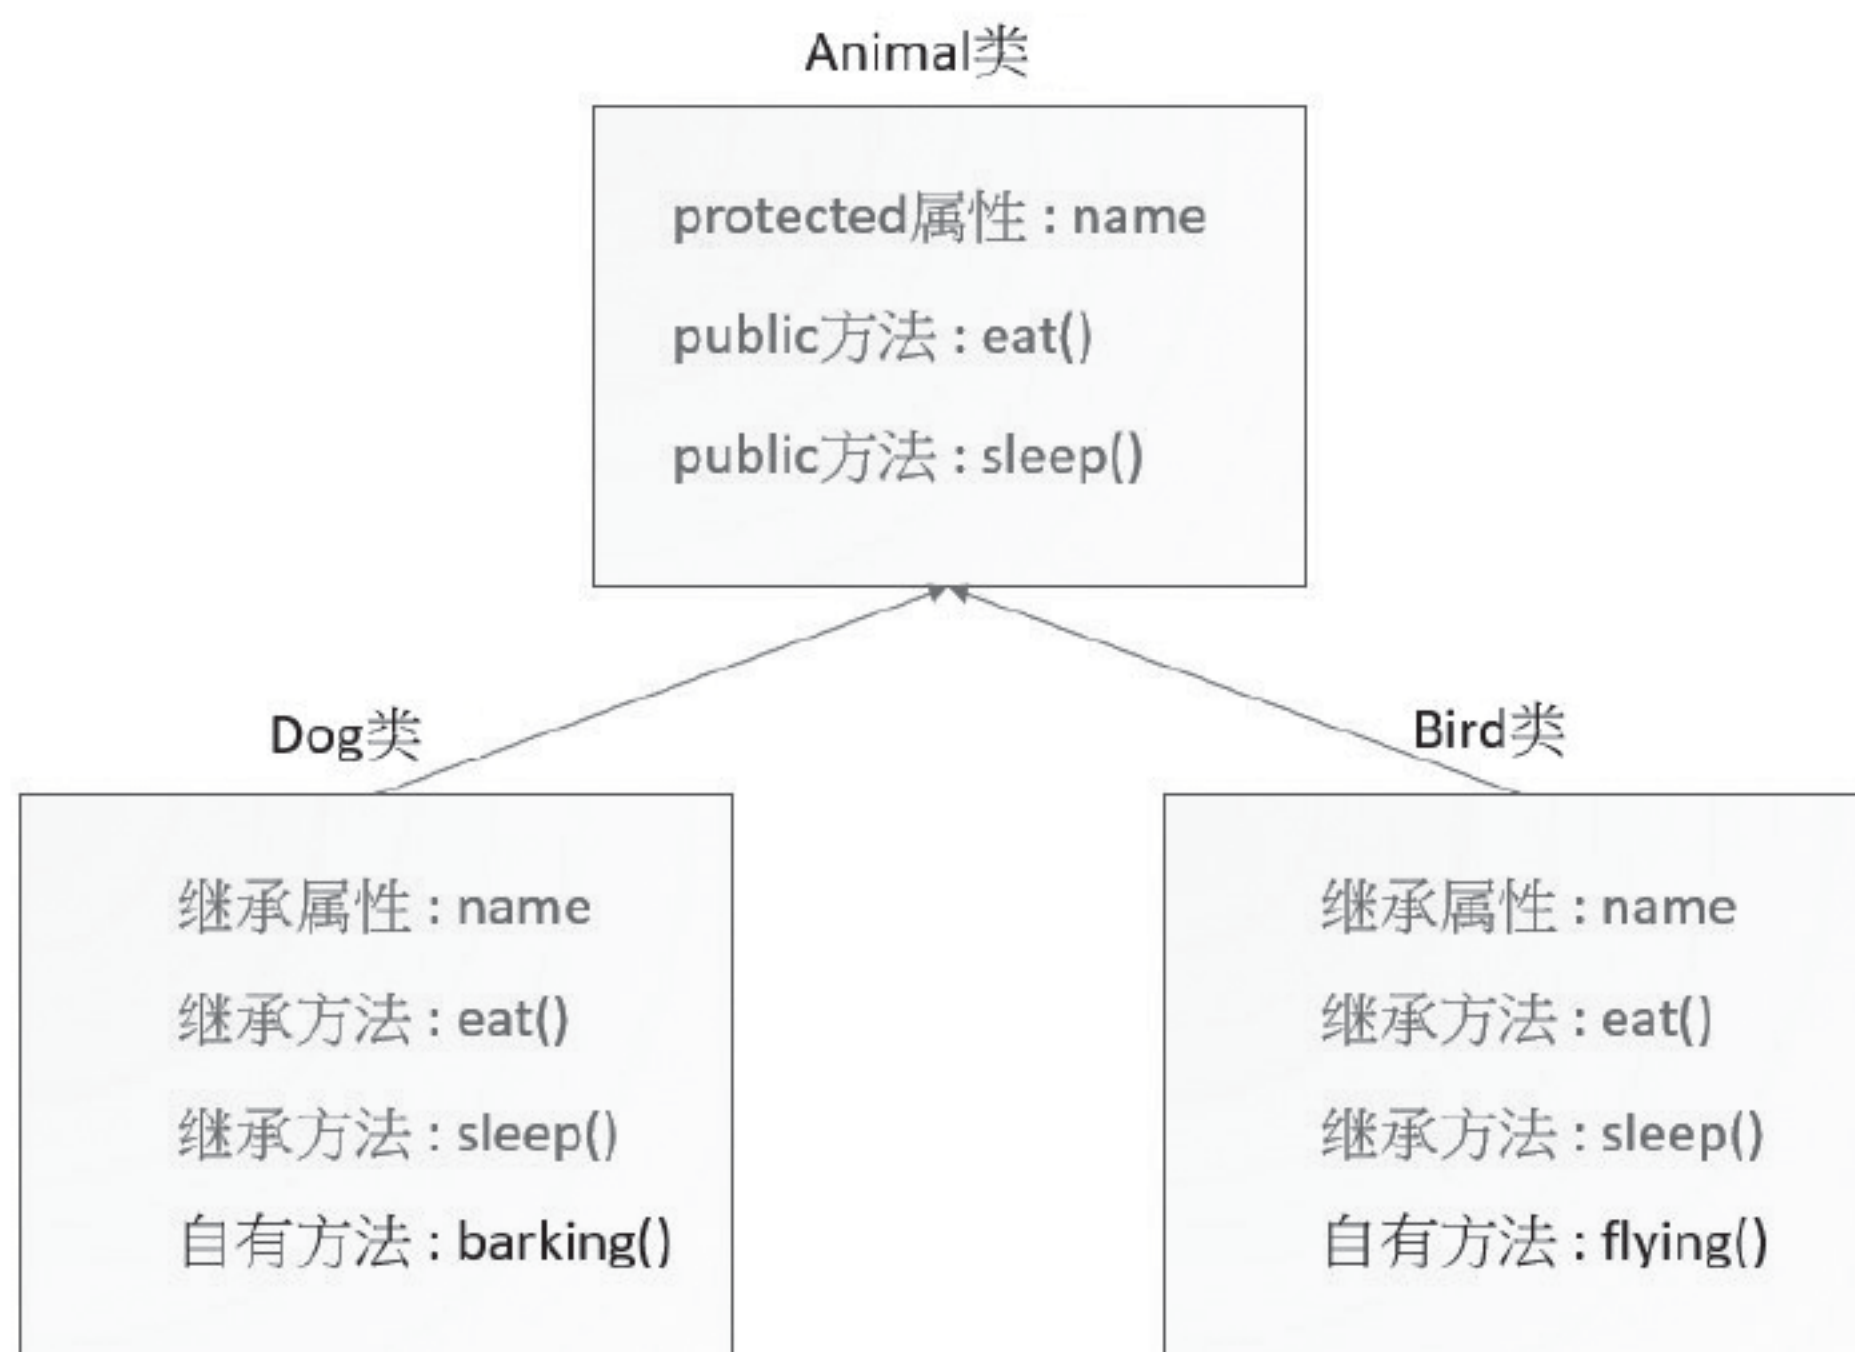 Animal类
protected属性 : name
public方法 : eat()
public方法 : sleep()
Dog类
继承属性 : name
继承方法 : eat()
继承方法 : sleep()
自有方法 : barking()
Bird类
继承属性 : name
继承方法 : eat()
继承方法 : sleep()
自有方法 : flying()